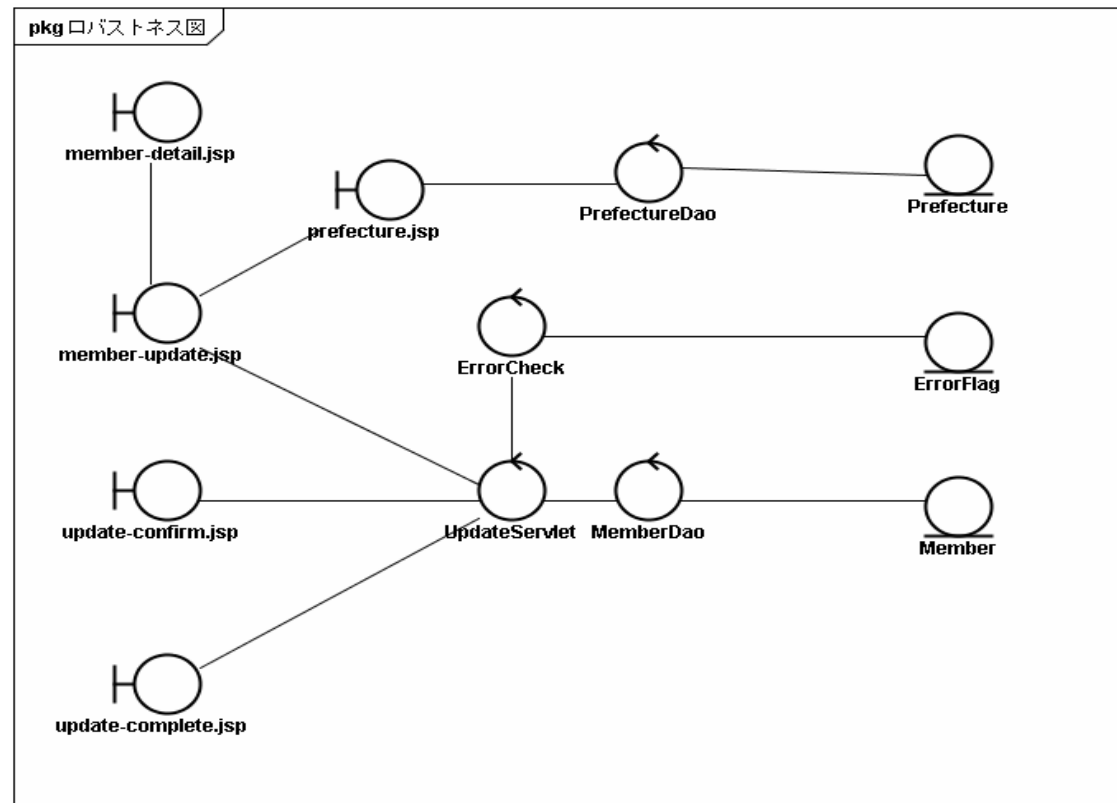 pkg ロバストネス図
member-detail.jsp
prefecture.jsp
PrefectureDao
Prefecture
member-update.jsp
ErrorCheck
ErrorFlag
update-confirm.jsp
UpdateServlet
MemberDao
Member
update-complete.jsp